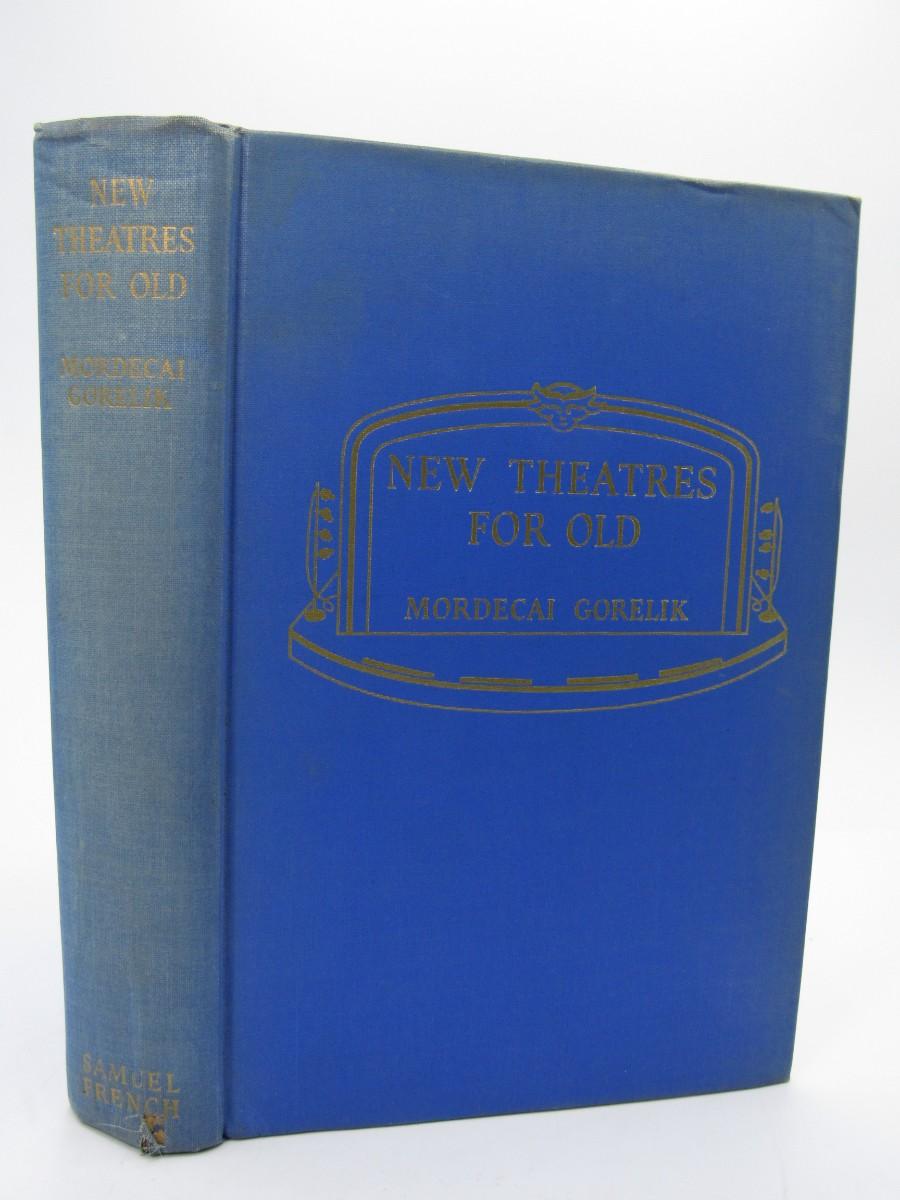 NEW
THEATRES
FOR OLD
MORDECAI
GORELIK
SAMUEL
FRENCH
NEW THEATRES
FOR OLD
MORDECAI GORELIK